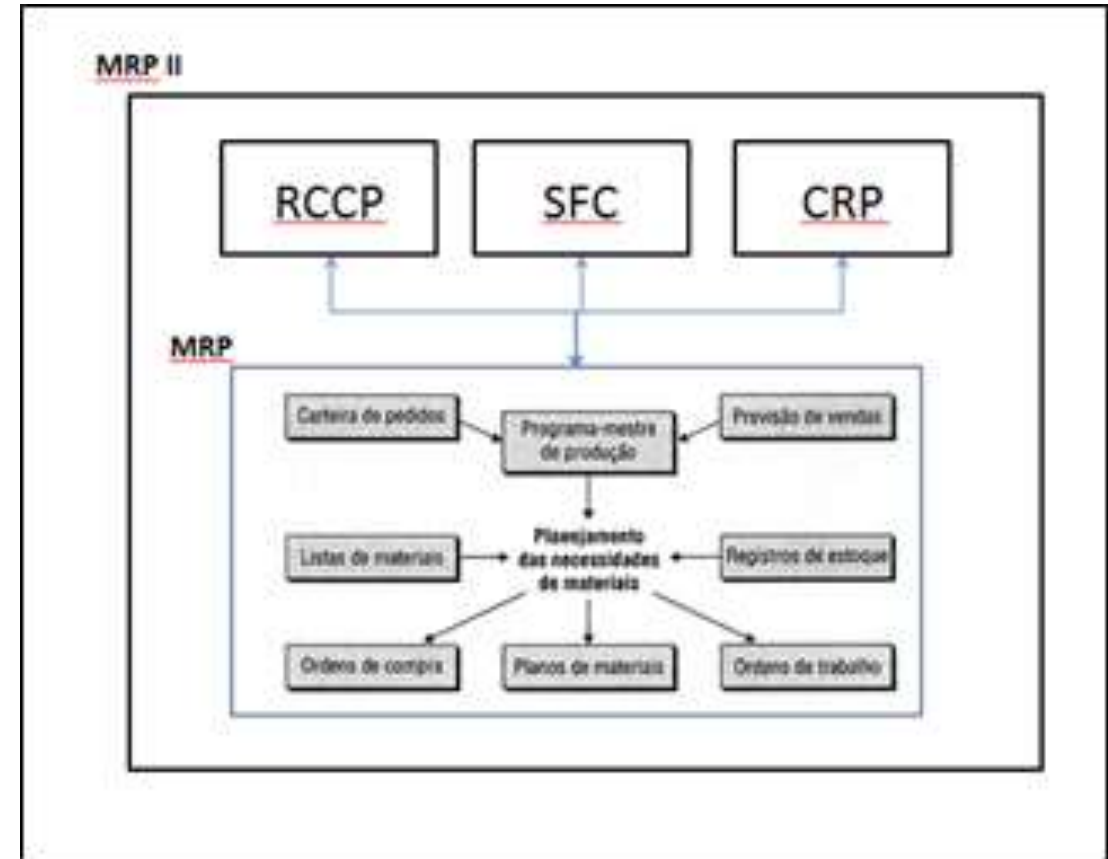 MRP II
RCCP
SFC
CRP
MRP
Carteira de pedidos
Programa-mestre
de produção
Previsão de vendas
Listas de materiais
Planejamento
das necessidades
de materiais
Registros de estoque
Ordens de compra
Planos de materiais
Ordens de trabalho